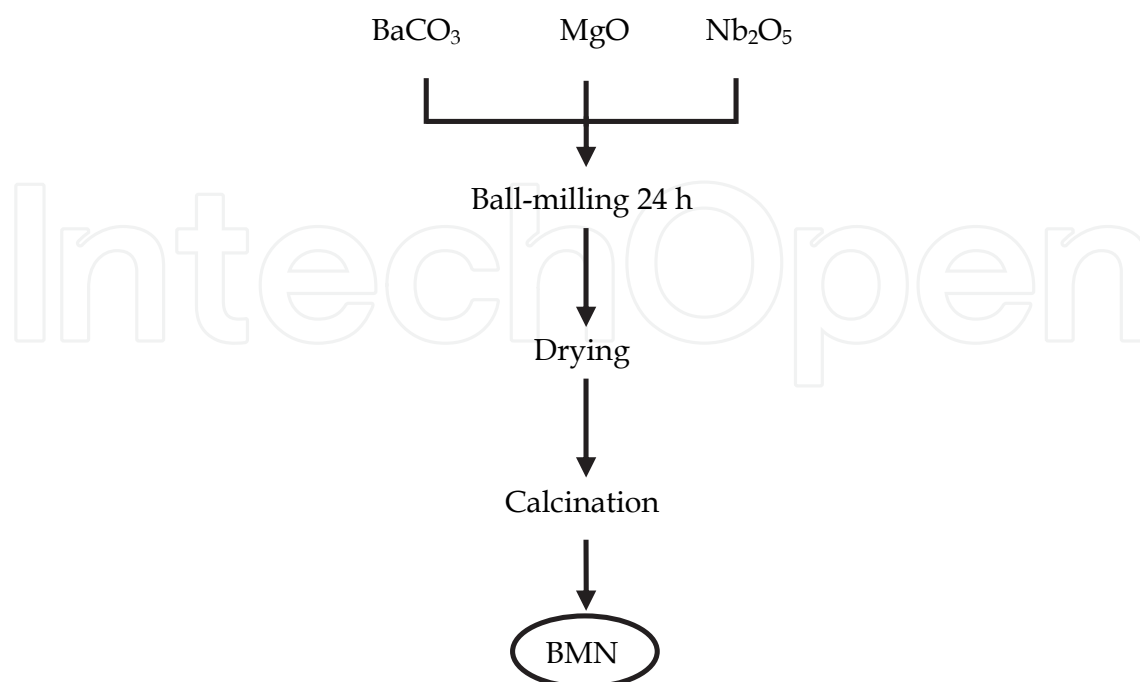 BaCO₃ MgO Nb₂O₅
IntechOpen
Ball-milling 24 h
Drying
Calcination
BMN